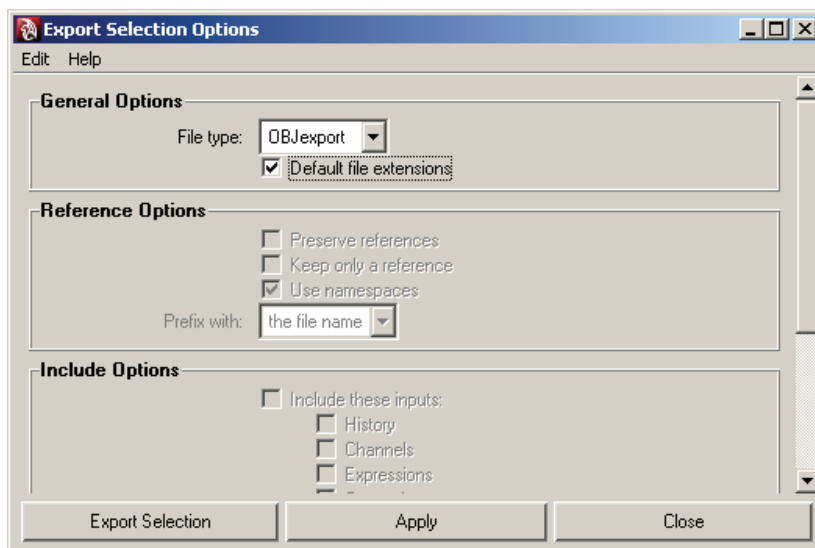 Export Selection Options
Edit Help
General Options
File type: OBJexport
Default file extensions
Reference Options
Preserve references
Keep only a reference
Use namespaces
Prefix with: the file name
Include Options
Include these inputs:
History
Channels
Expressions
Export Selection Apply Close